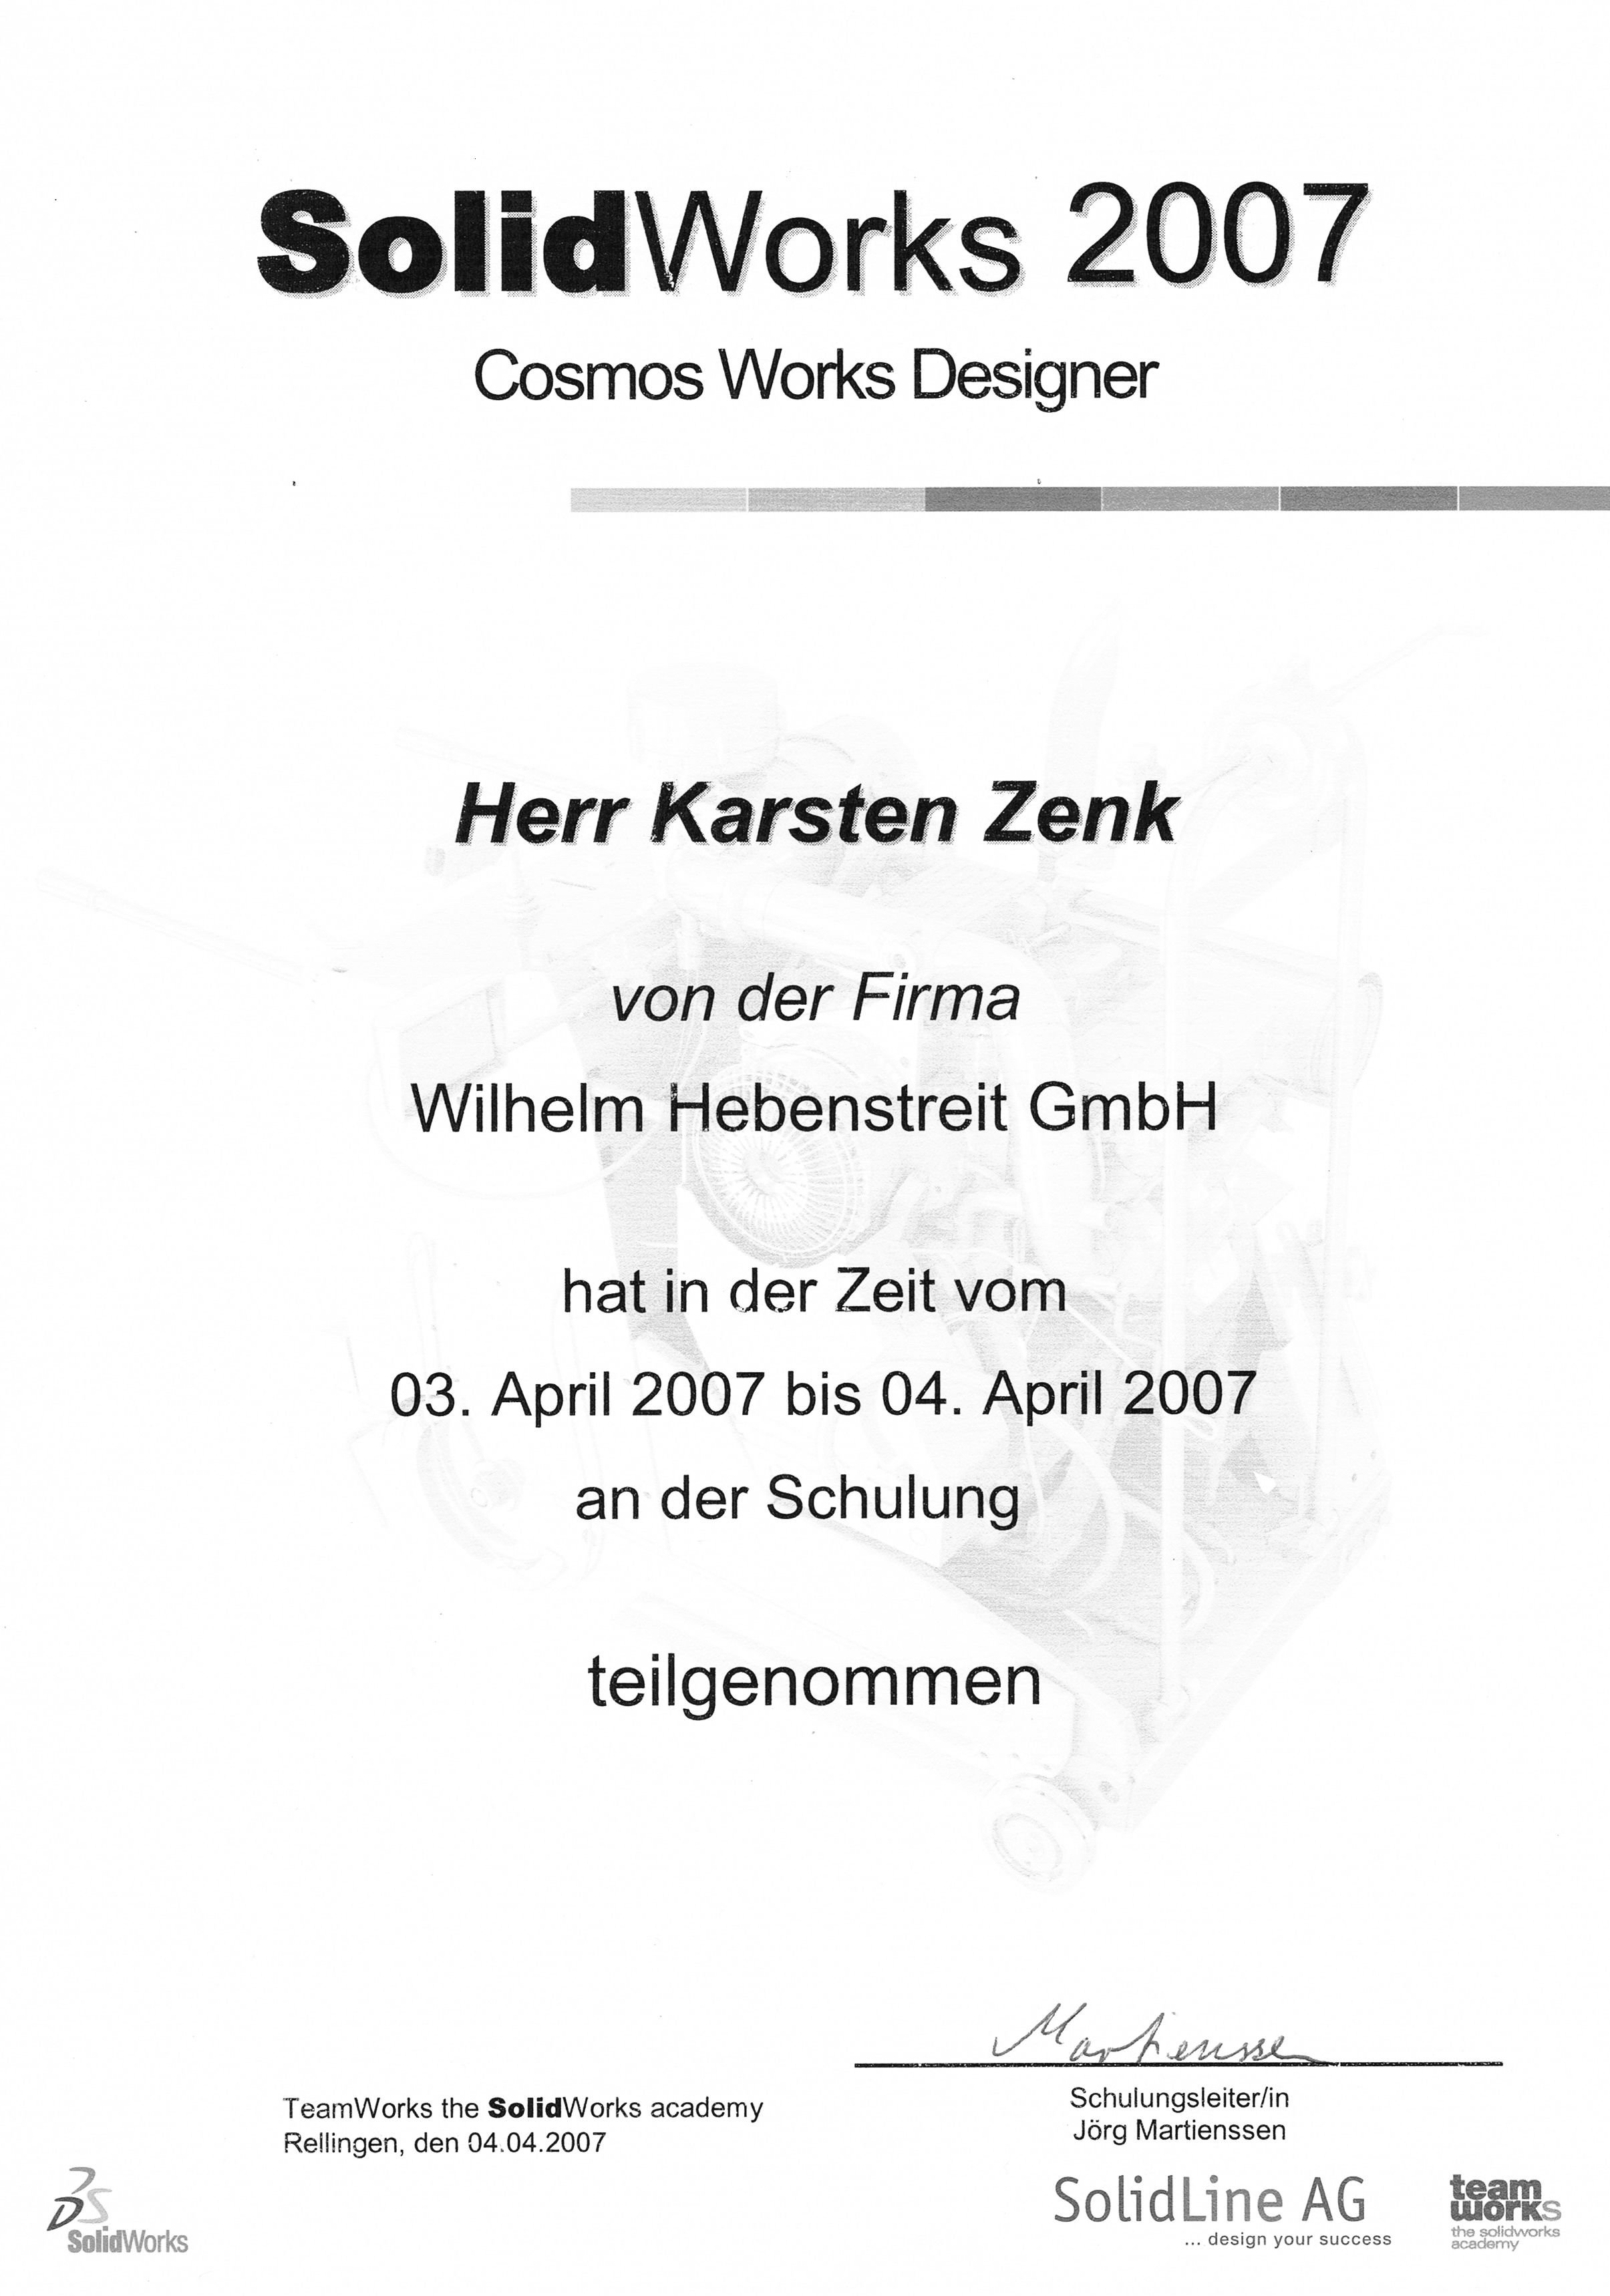 SolidWorks 2007
Cosmos Works Designer
Herr Karsten Zenk
von der Firma
Wilhelm Hebenstreit GmbH
hat in der Zeit vom
03. April 2007 bis 04. April 2007
an der Schulung
teilgenommen
Martienssen
TeamWorks the SolidWorks academy
Rellingen, den 04.04.2007
Schulungsleiter/in
Jörg Martienssen
DS
SolidWorks
SolidLine AG
... design your success
team
works
the solidworks
academy